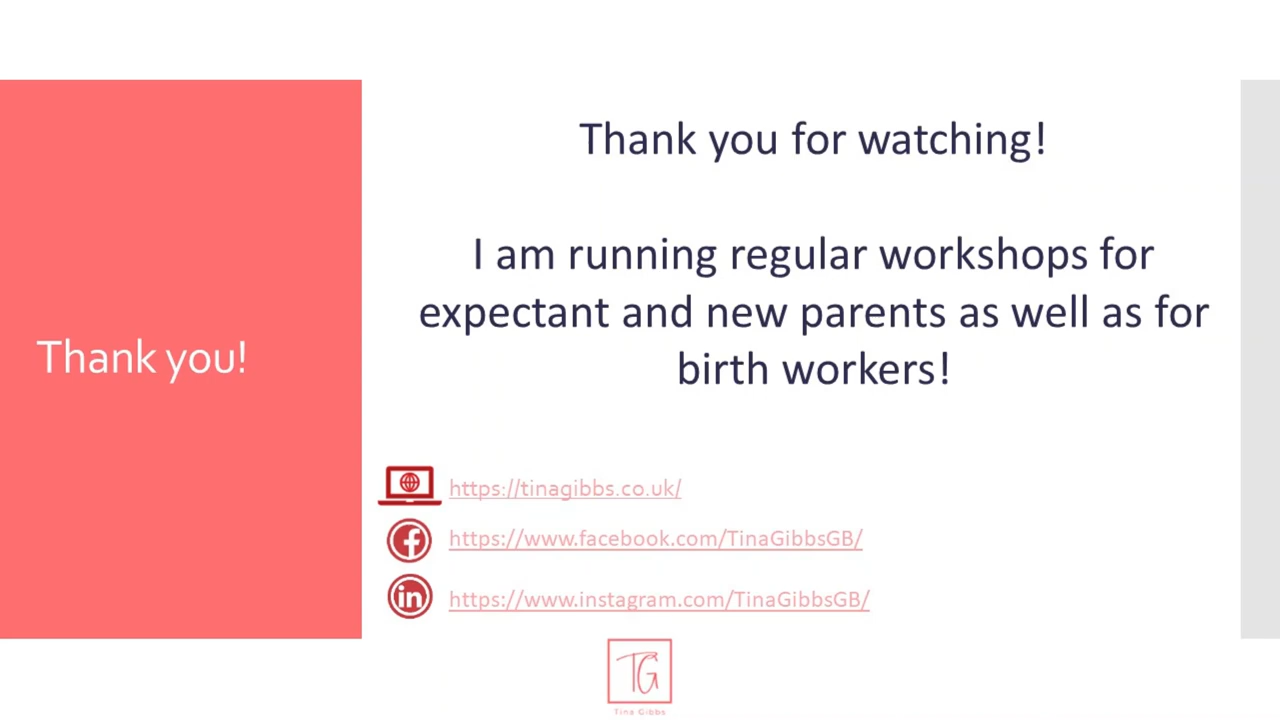 Thank you!
Thank you for watching!
I am running regular workshops for
expectant and new parents as well as for
birth workers!
https://tinagibbs.co.uk/
https://www.facebook.com/TinaGibbsGB/
in
https://www.instagram.com/TinaGibbsGB/
TG
Tina Gibbs